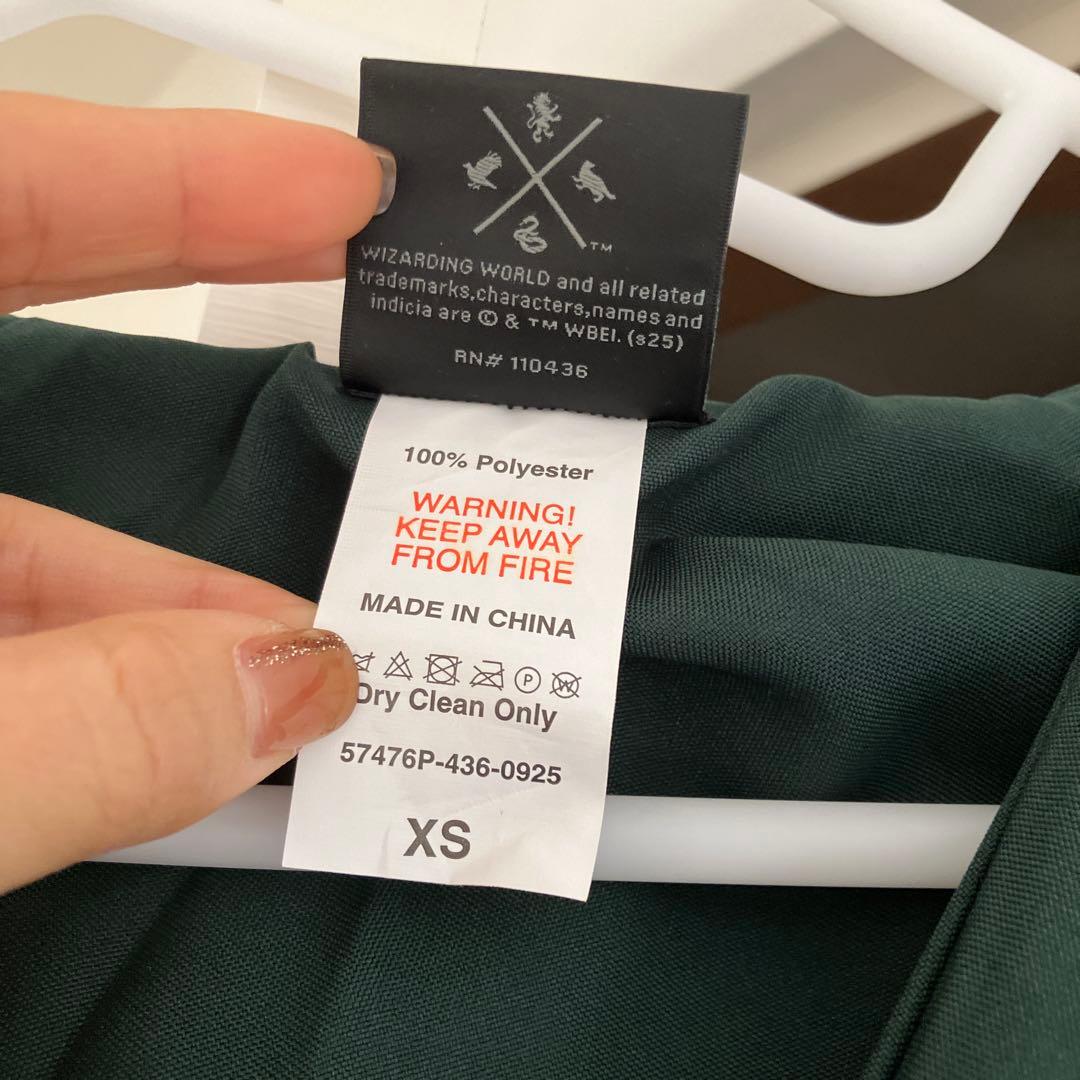 ™
WIZARDING WORLD and all related
trademarks,characters,names and
indicia are © & ™ WBEI. (s25)
RN# 110436
100% Polyester
WARNING!
KEEP AWAY
FROM FIRE
MADE IN CHINA
P W
Dry Clean Only
57476P-436-0925
XS